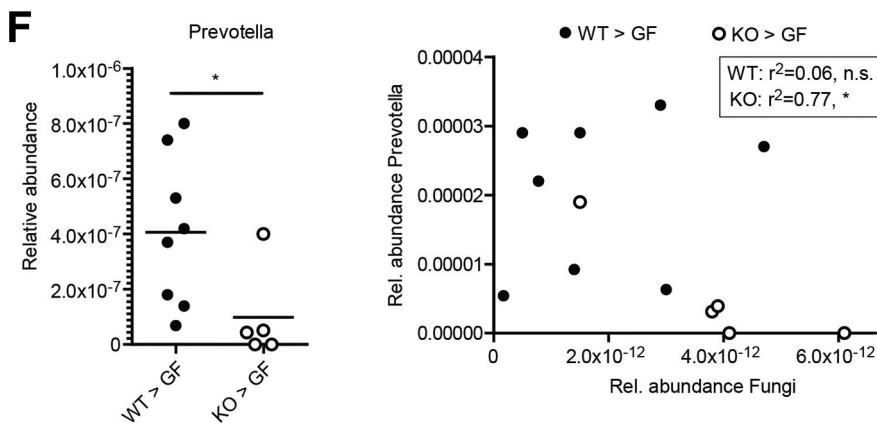 F
Prevotella
1.0x10-6
8.0x10-7
6.0x10-7
4.0x10-7
2.0x10-7
0
*
Relative abundance
WT > GF
KO > GF
WT > GF
KO > GF
WT: r2=0.06, n.s.
KO: r2=0.77, *
0.00004
0.00003
0.00002
0.00001
0.00000
Rel. abundance Prevotella
0
2.0x10-12
4.0x10-12
6.0x10-12
Rel. abundance Fungi